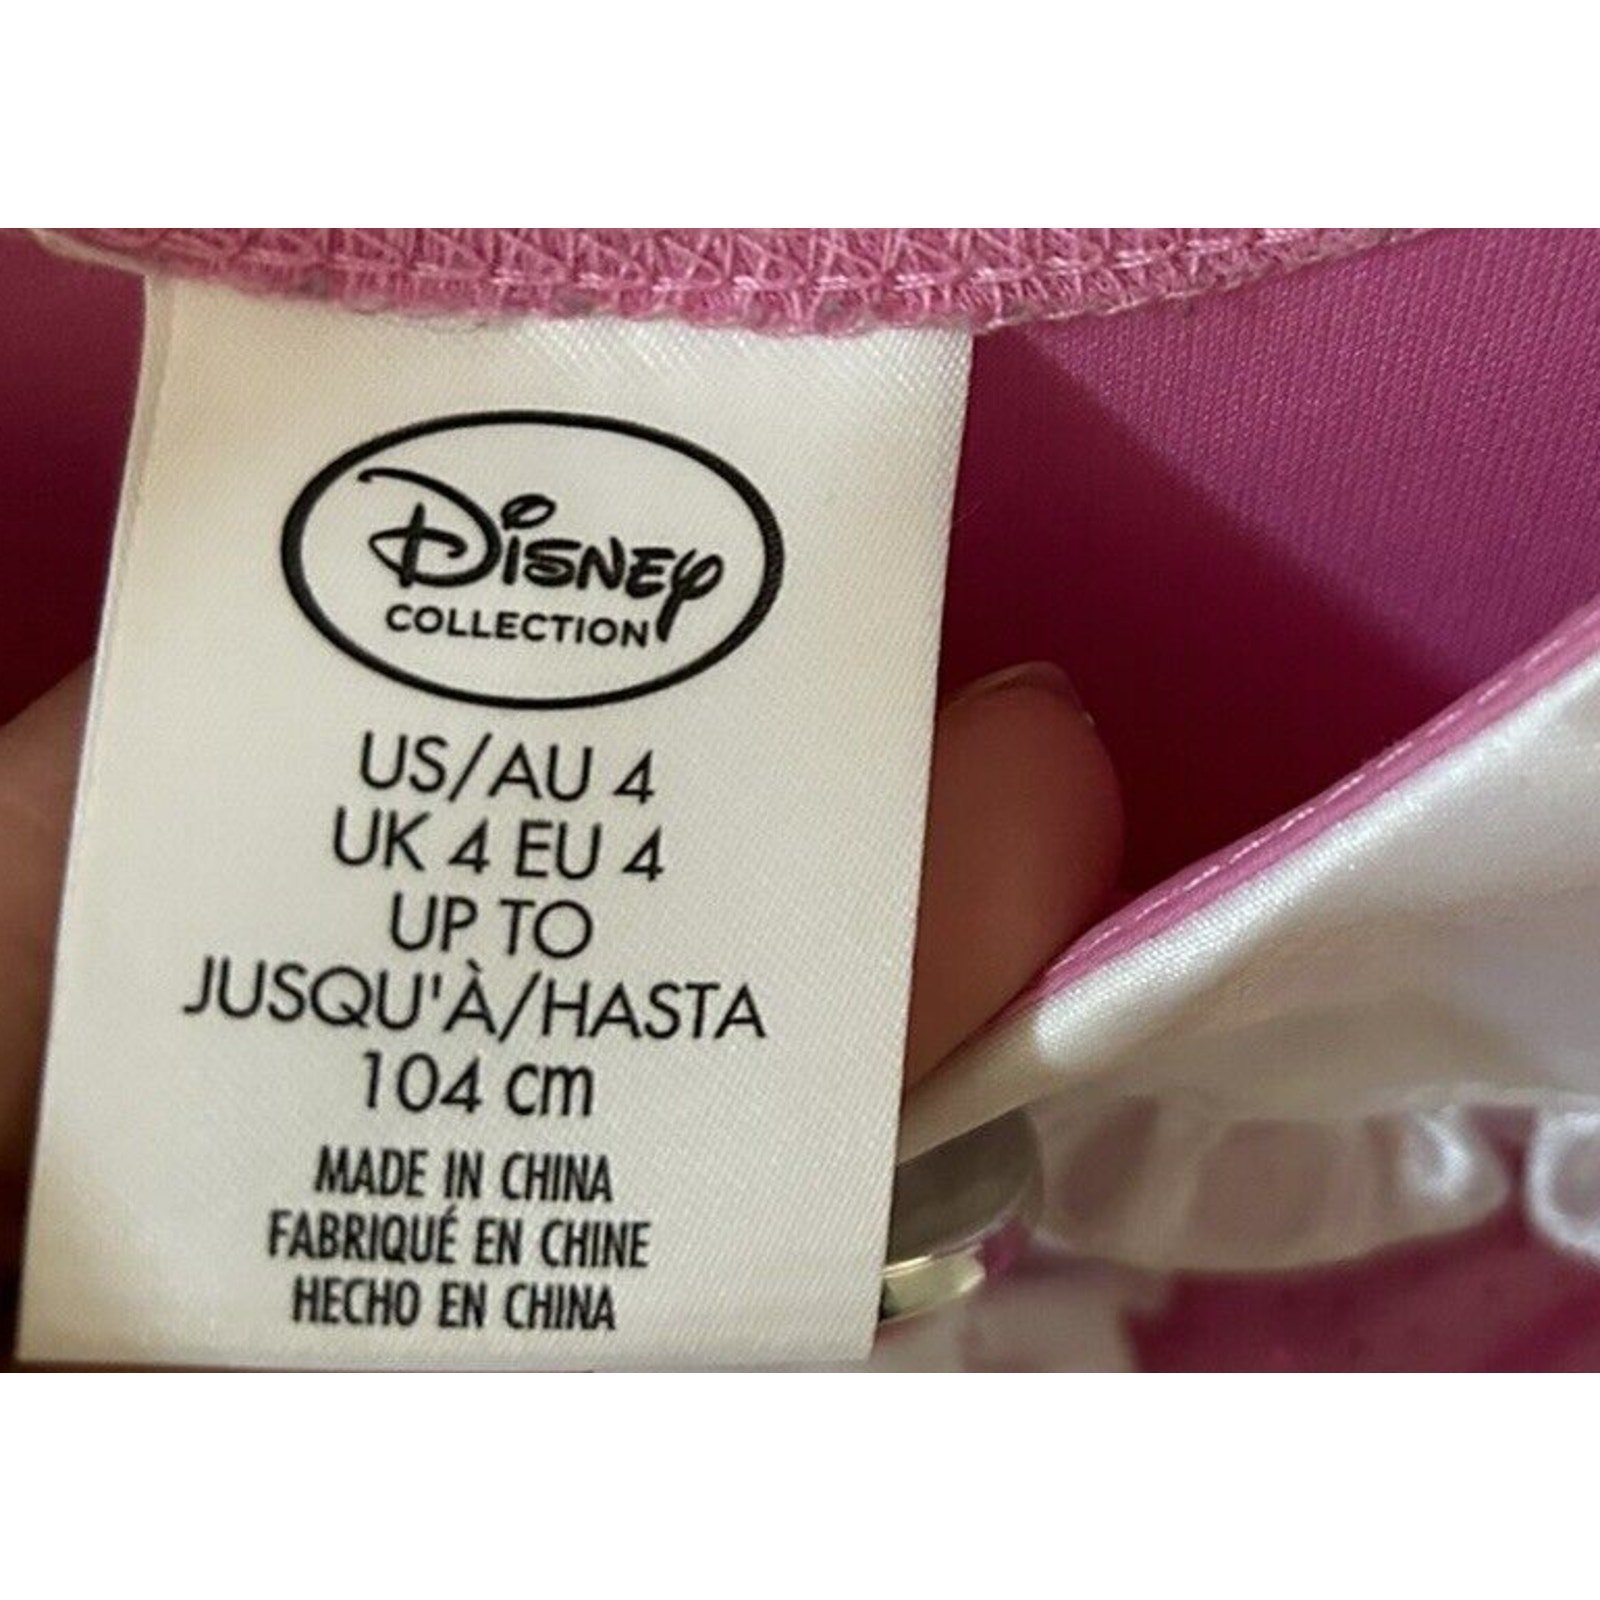 Disney
COLLECTION
US/AU 4
UK 4 EU 4
UP TO
JUSQU'À/HASTA
104 cm
MADE IN CHINA
FABRIQUÉ EN CHINE
HECHO EN CHINA